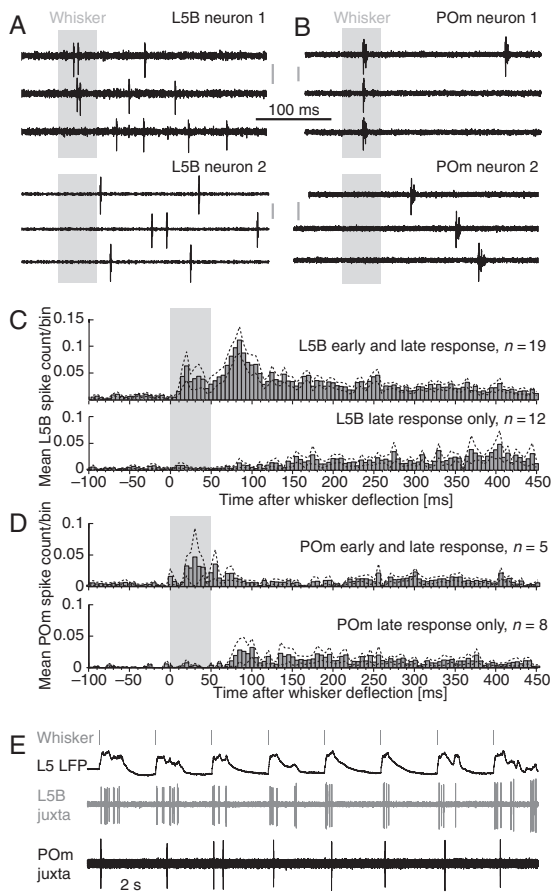 A
Whisker
L5B neuron 1
B
Whisker
POm neuron 1
100 ms
L5B neuron 2
POm neuron 2
C
0.15
0.1
0.05
0
L5B early and late response, n = 19
Mean L5B spike count/bin
0.1
0.05
0
L5B late response only, n = 12
−100 −50 0 50 100 150 200 250 300 350 400 450
Time after whisker deflection [ms]
D
0.1
0.05
0
POm early and late response, n = 5
Mean POm spike count/bin
0.1
0.05
0
POm late response only, n = 8
−100 −50 0 50 100 150 200 250 300 350 400 450
Time after whisker deflection [ms]
E
Whisker
L5 LFP
L5B
juxta
POm
juxta
2 s